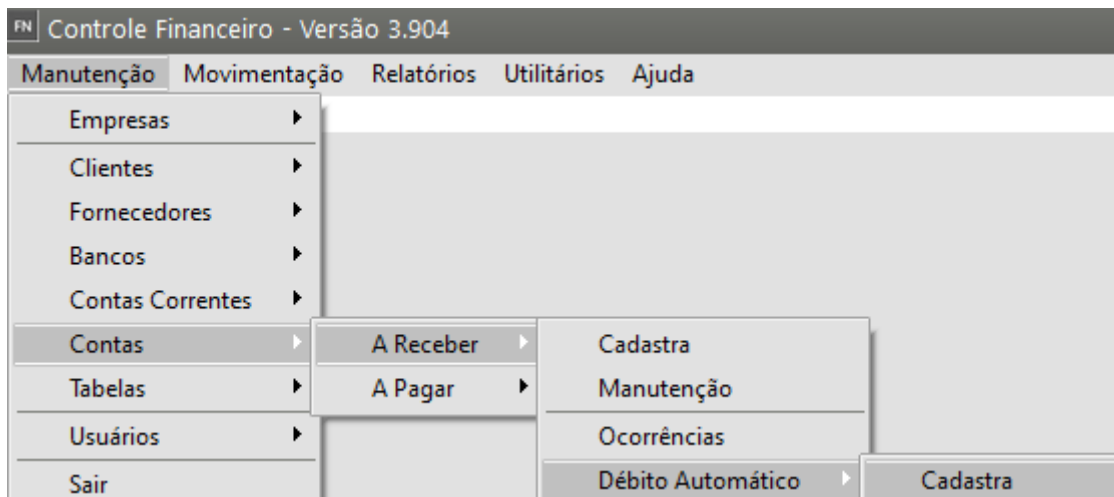 FN Controle Financeiro - Versão 3.904
Manutenção Movimentação Relatórios Utilitários Ajuda
Empresas
Clientes
Fornecedores
Bancos
Contas Correntes
Contas A Receber Cadastra
Tabelas A Pagar Manutenção
Usuários Ocorrências
Sair Débito Automático Cadastra